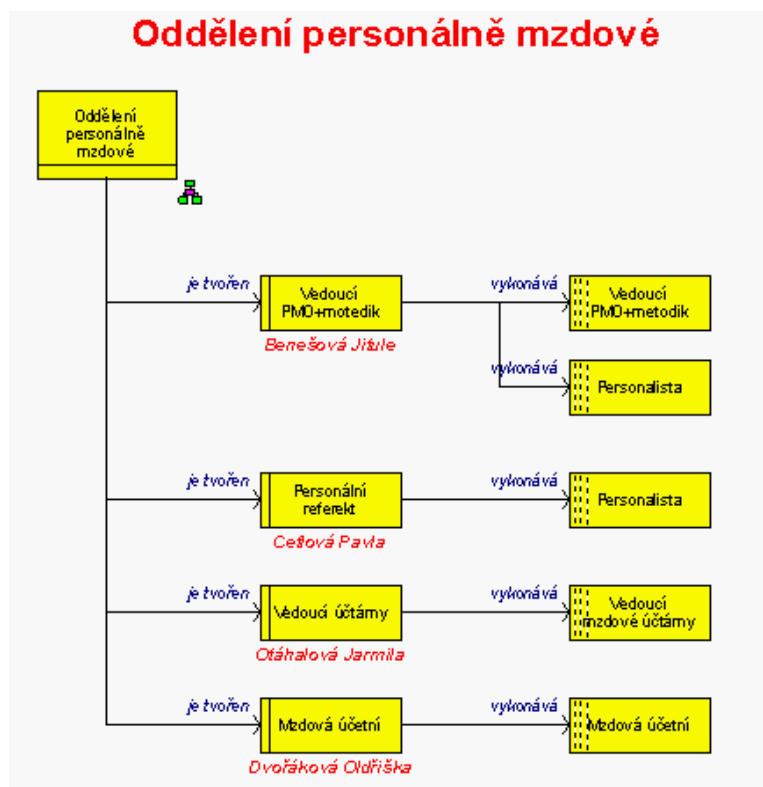 Oddělení personálně mzdové
Oddělení
personálně
mzdové
je tvořen
Vedoucí
PMO+motedik
Benešová Jitule
vykonává
Vedoucí
PMO+metodik
vykonává
Personalista
je tvořen
Personální
referekt
Cetlová Pavla
vykonává
Personalista
je tvořen
Vedoucí účtárny
Otáhalová Jarmila
vykonává
Vedoucí
mzdové účtárny
je tvořen
Mzdová účetní
Dvořáková Oldřiška
vykonává
Mzdová účetní